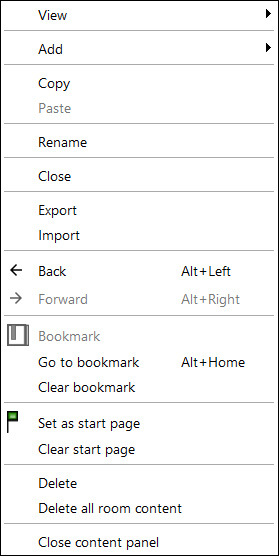 View
Add
Copy
Paste
Rename
Close
Export
Import
Back Alt+Left
Forward Alt+Right
Bookmark
Go to bookmark Alt+Home
Clear bookmark
Set as start page
Clear start page
Delete
Delete all room content
Close content panel